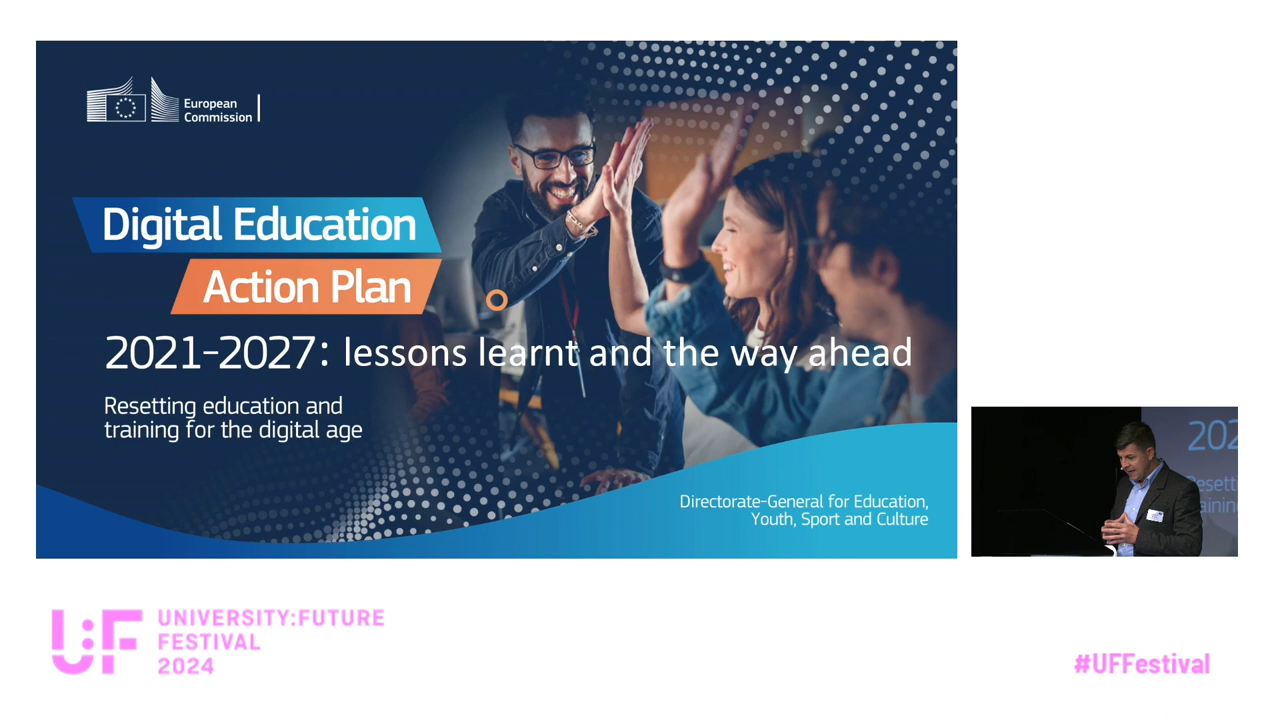 European
Commission
Digital Education
Action Plan
2021-2027: lessons learnt and the way ahead
Resetting education and
training for the digital age
Directorate-General for Education,
Youth, Sport and Culture
202
U:F
UNIVERSITY:FUTURE
FESTIVAL
2024
#UFFestival